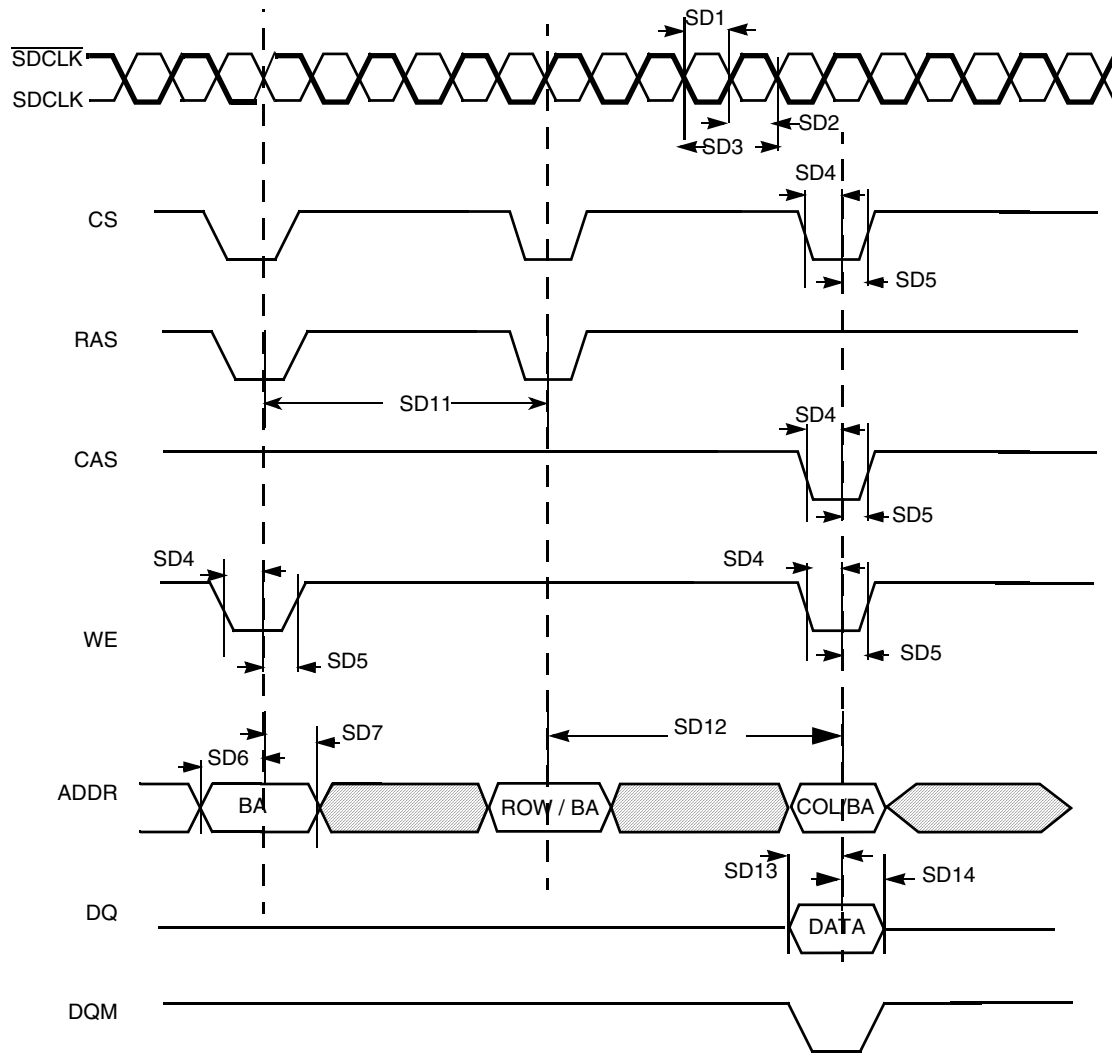 SD1
SDCLK
SDCLK
SD2
SD3
SD4
CS
SD5
RAS
SD11
SD4
CAS
SD5
SD4
SD4
WE
SD5
SD5
SD12
SD7
SD6
ADDR
BA
ROW / BA
COL/BA
SD13
SD14
DQ
DATA
DQM